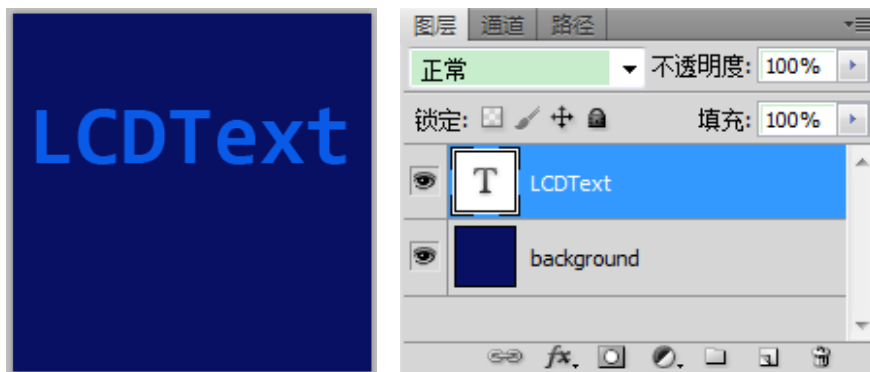 LCDText
图层 通道 路径
正常 不透明度: 100%
锁定: 填充: 100%
T LCDText
background
fx.